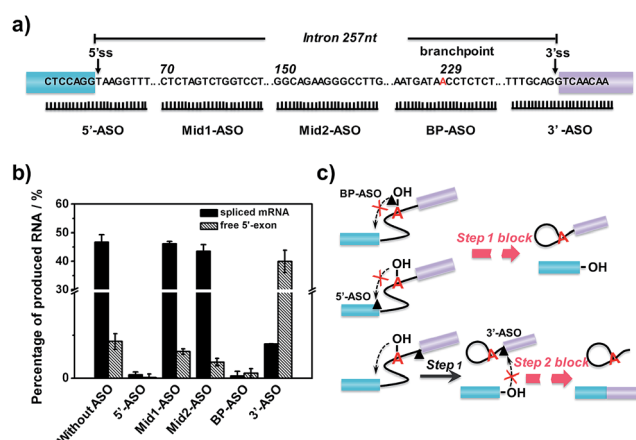 a)
Intron 257nt
5'ss branchpoint 3'ss
70 150 229
CTCCAGGTAAGGTTT...CTCTAGTCTGGTCCT...GGCAGAAGGGCCTTG...AATGATAACCTCTCT...TTTGCAGGTCAACAA
5'-ASO Mid1-ASO Mid2-ASO BP-ASO 3'-ASO
b)
Percentage of produced RNA / %
50
40
30
0
spliced mRNA
free 5'-exon
Without ASO 5'-ASO Mid1-ASO Mid2-ASO BP-ASO 3'-ASO
c)
BP-ASO OH
A
Step 1 block
A
OH
OH
A
5'-ASO
OH
A
Step 1
3'-ASO
A
OH
Step 2 block
A